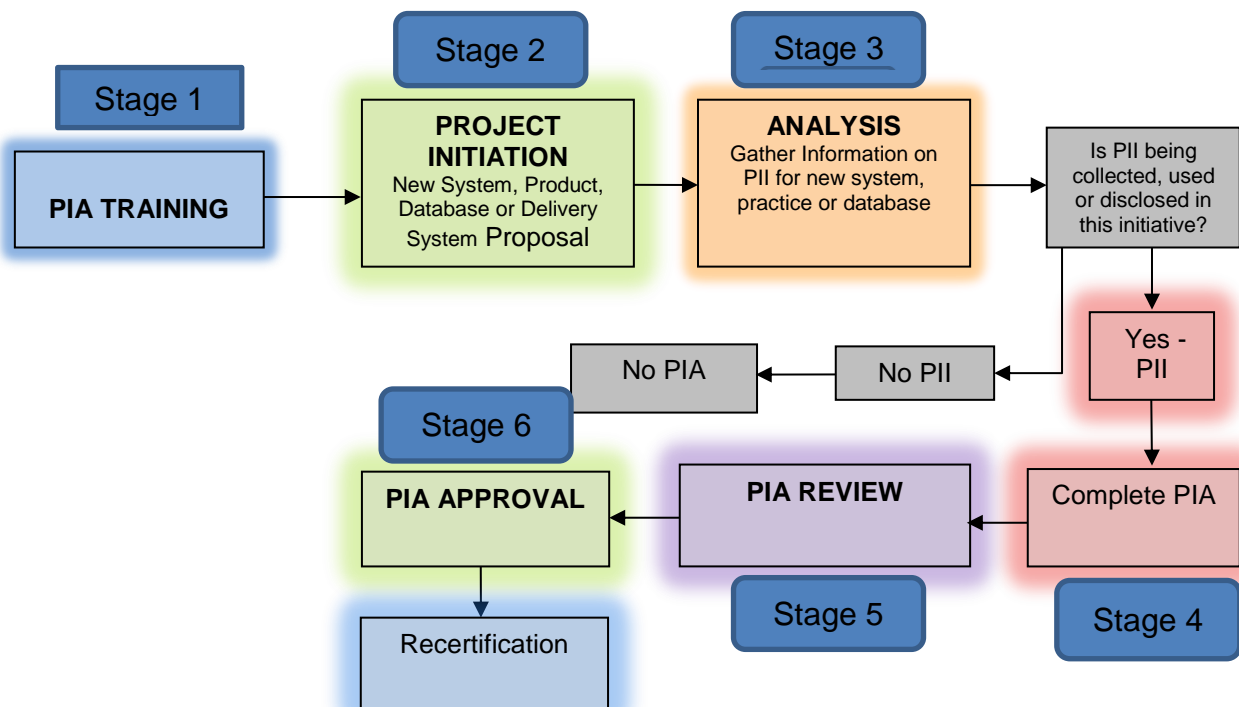 Stage 1
PIA TRAINING
Stage 2
PROJECT
INITIATION
New System, Product,
Database or Delivery
System Proposal
Stage 3
ANALYSIS
Gather Information on
PII for new system,
practice or database
Is PII being
collected, used
or disclosed in
this initiative?
Yes -
PII
No PII
No PIA
Complete PIA
Stage 4
PIA REVIEW
Stage 5
Stage 6
PIA APPROVAL
Recertification